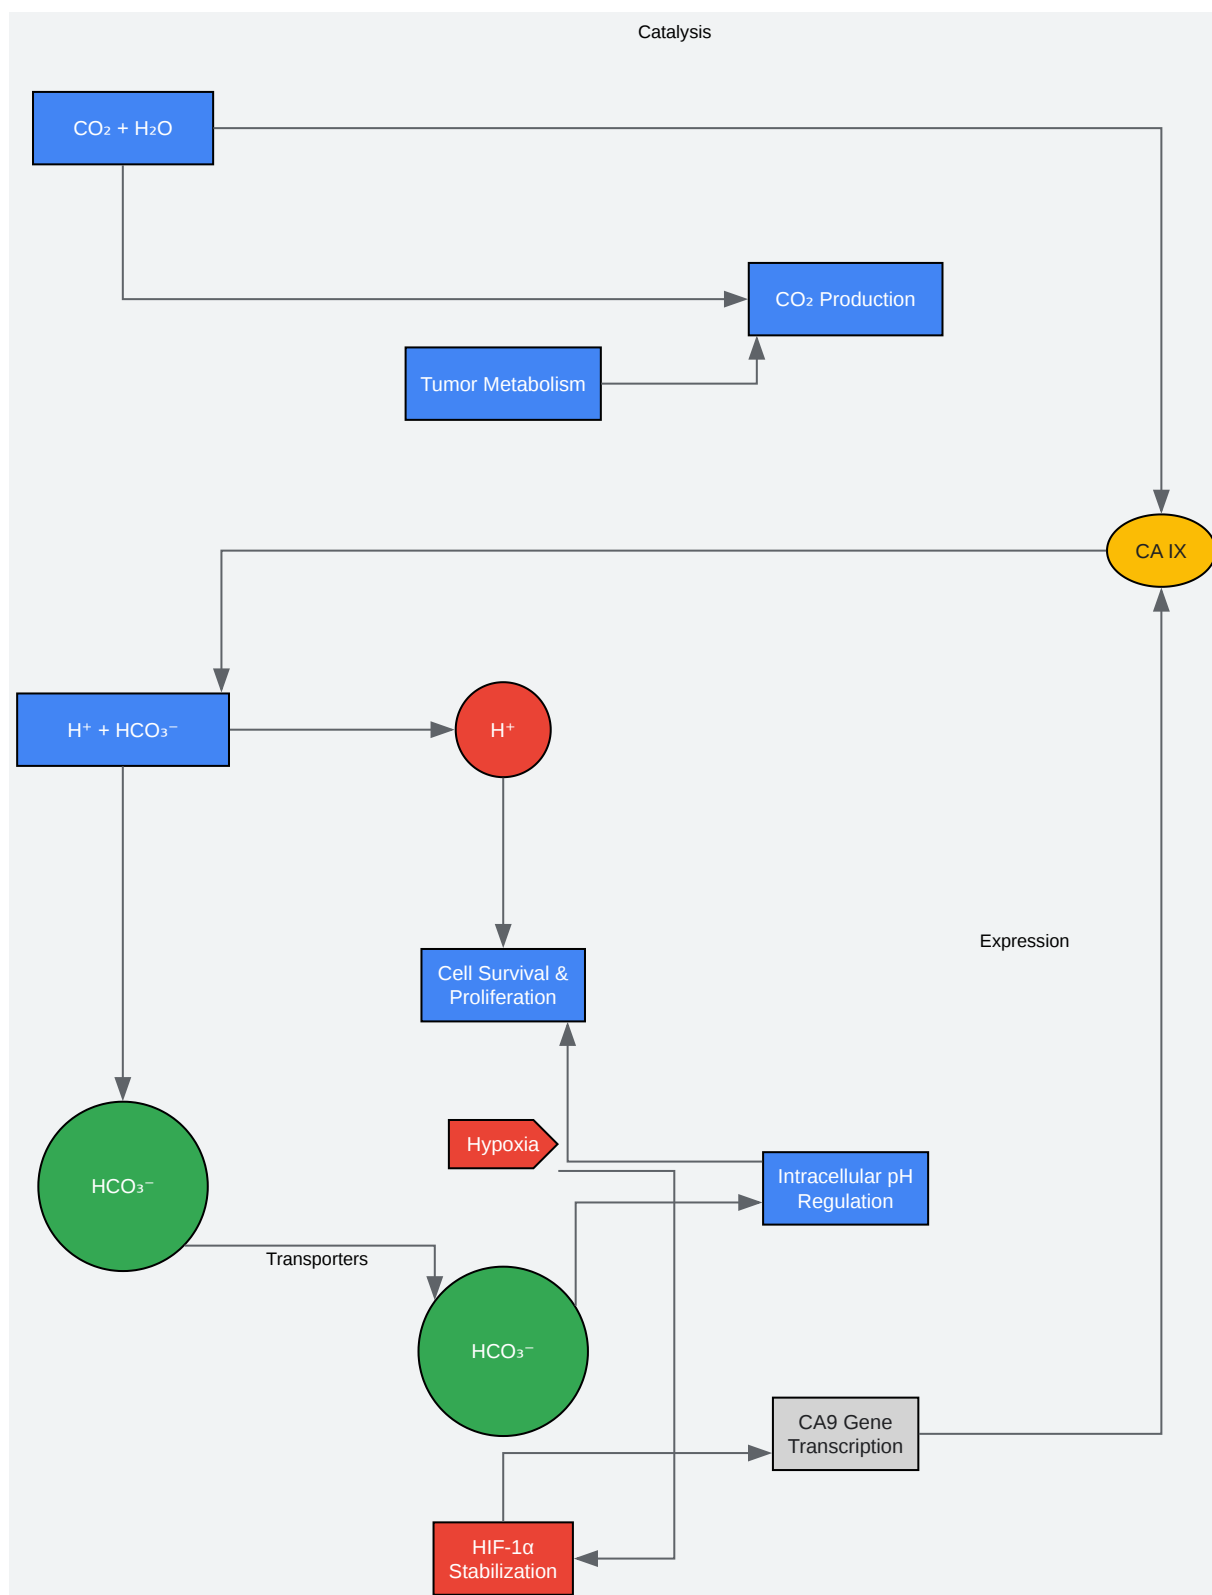 Catalysis
CO₂ + H₂O
CO₂ Production
Tumor Metabolism
CA IX
H⁺ + HCO₃⁻
H⁺
Expression
Cell Survival &
Proliferation
Hypoxia
Intracellular pH
Regulation
HCO₃⁻
Transporters
HCO₃⁻
CA9 Gene
Transcription
HIF-1α
Stabilization